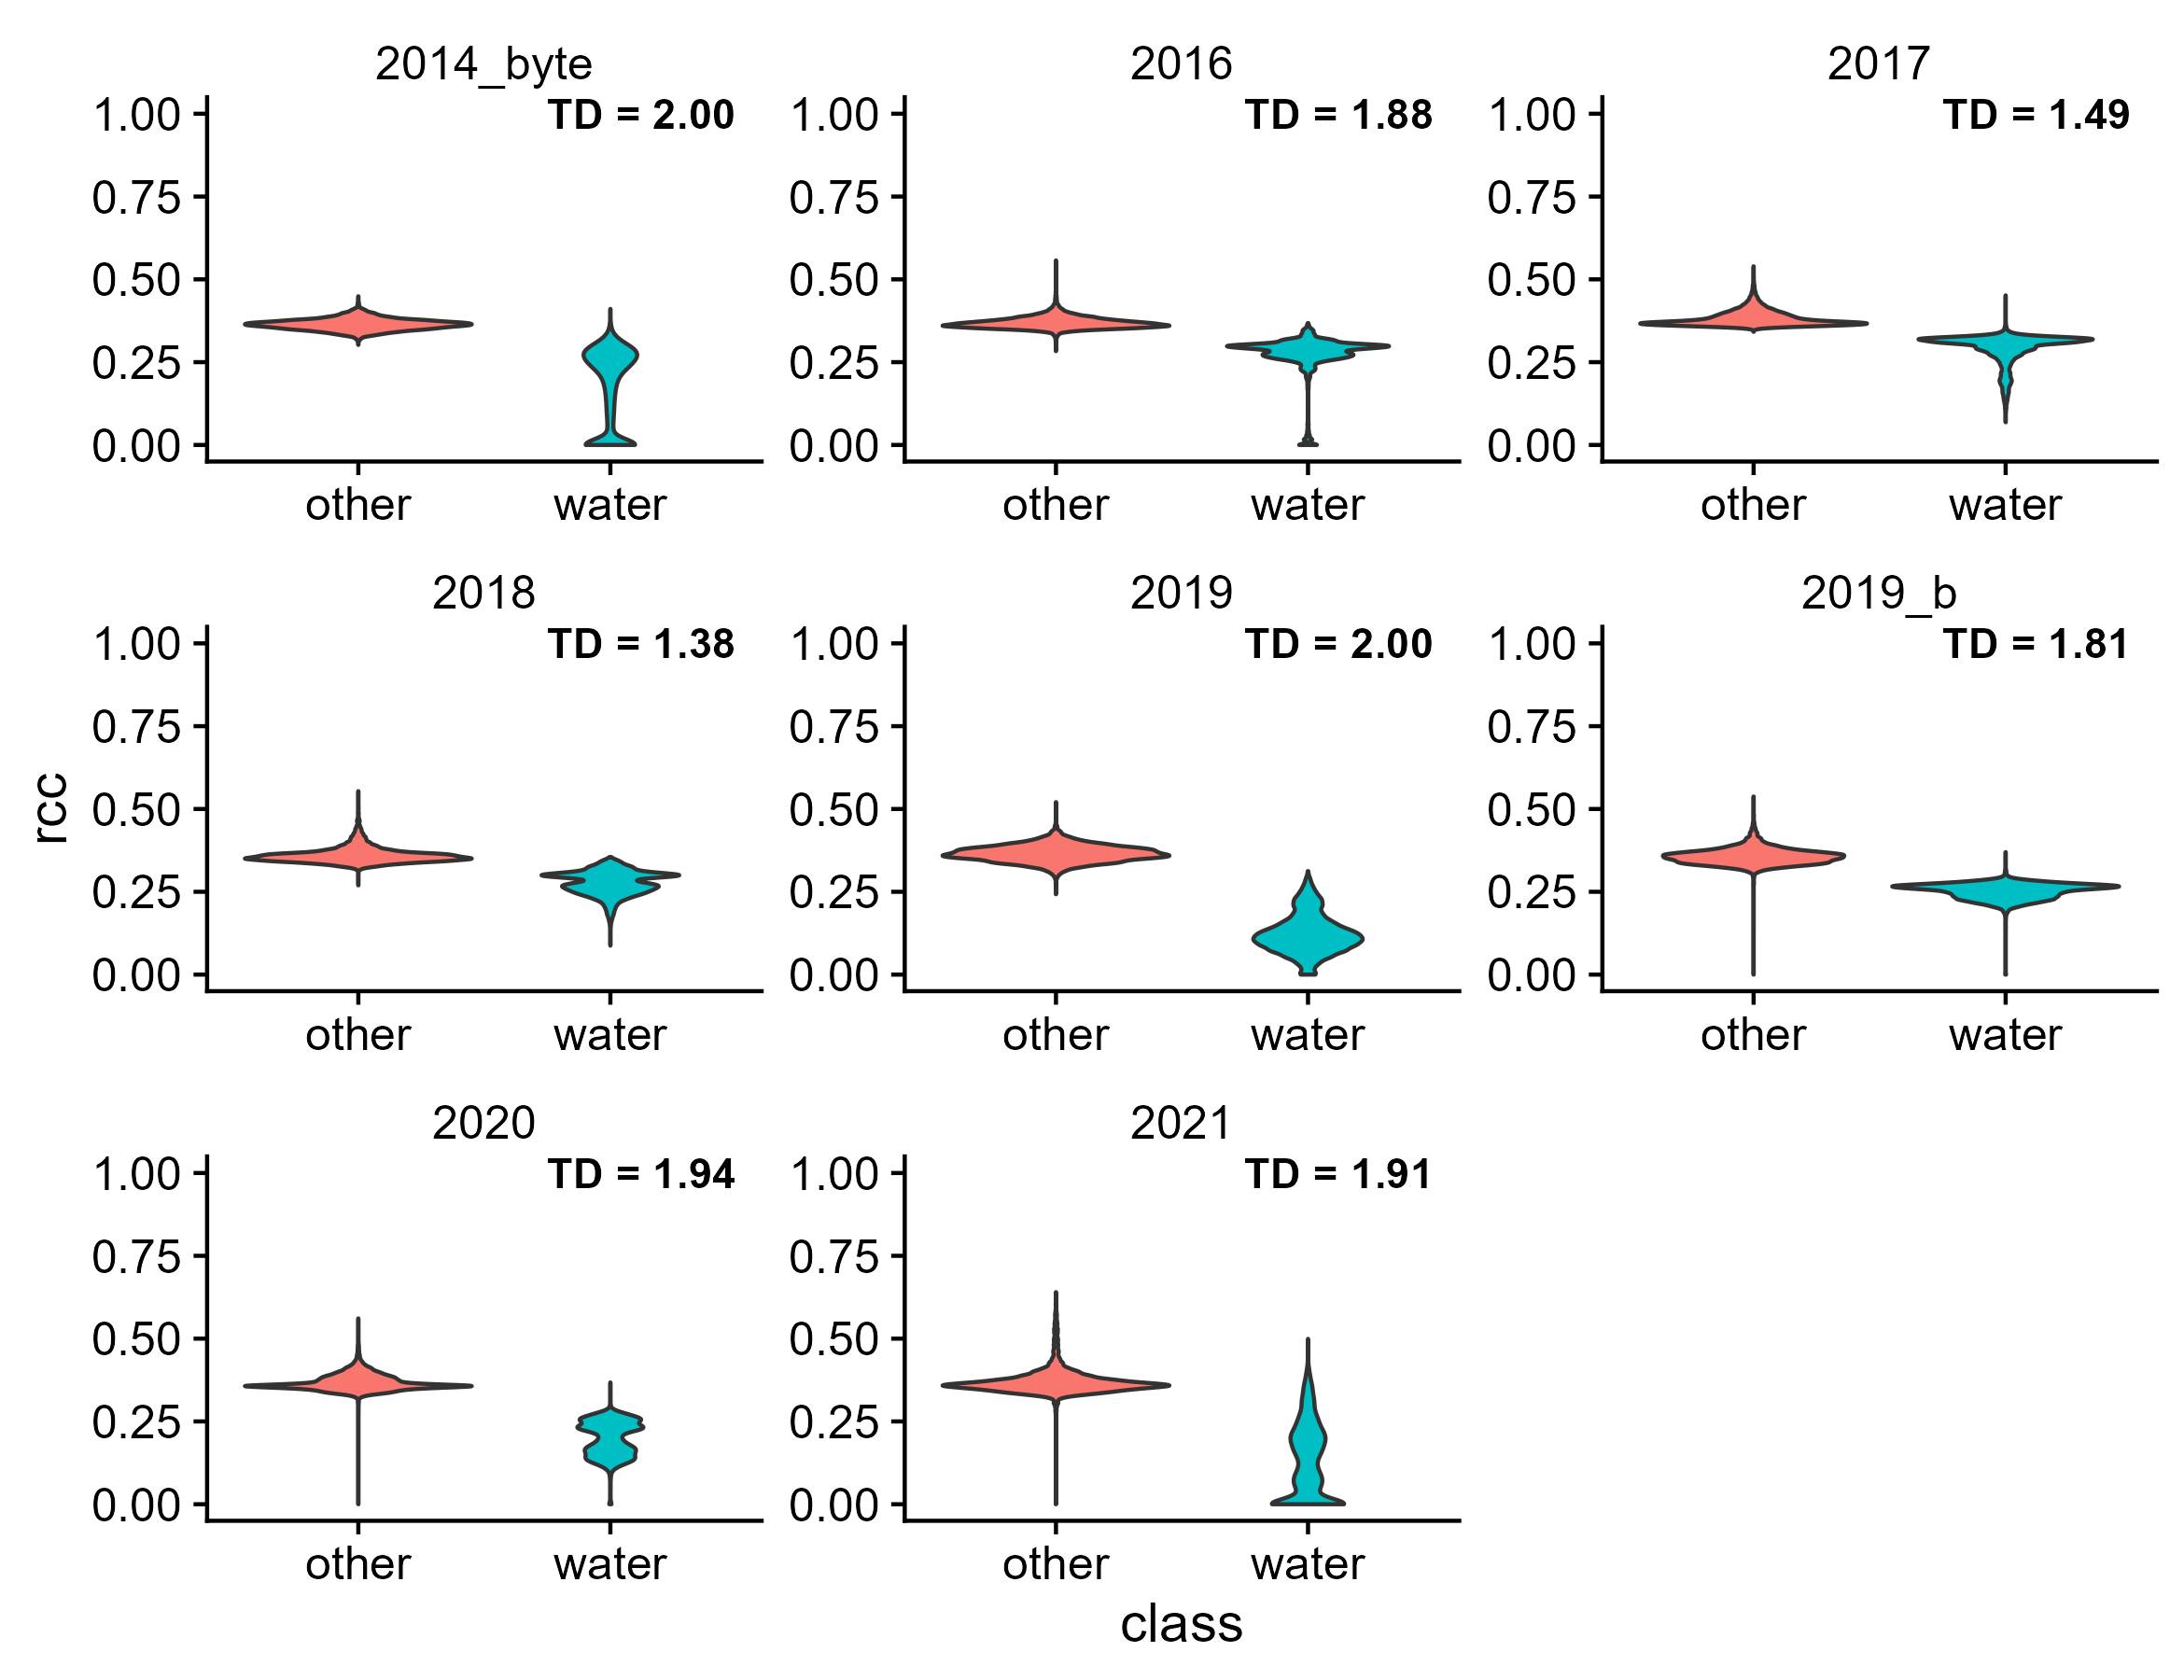 2014_byte
2016
2017
TD = 2.00
TD = 1.88
TD = 1.49
1.00
0.75
0.50
0.25
0.00
1.00
0.75
0.50
0.25
0.00
1.00
0.75
0.50
0.25
0.00
other water
other water
other water
2018
2019
2019_b
TD = 1.38
TD = 2.00
TD = 1.81
1.00
0.75
0.50
0.25
0.00
1.00
0.75
0.50
0.25
0.00
1.00
0.75
0.50
0.25
0.00
rcc
other water
other water
other water
2020
2021
TD = 1.94
TD = 1.91
1.00
0.75
0.50
0.25
0.00
1.00
0.75
0.50
0.25
0.00
other water
other water
class